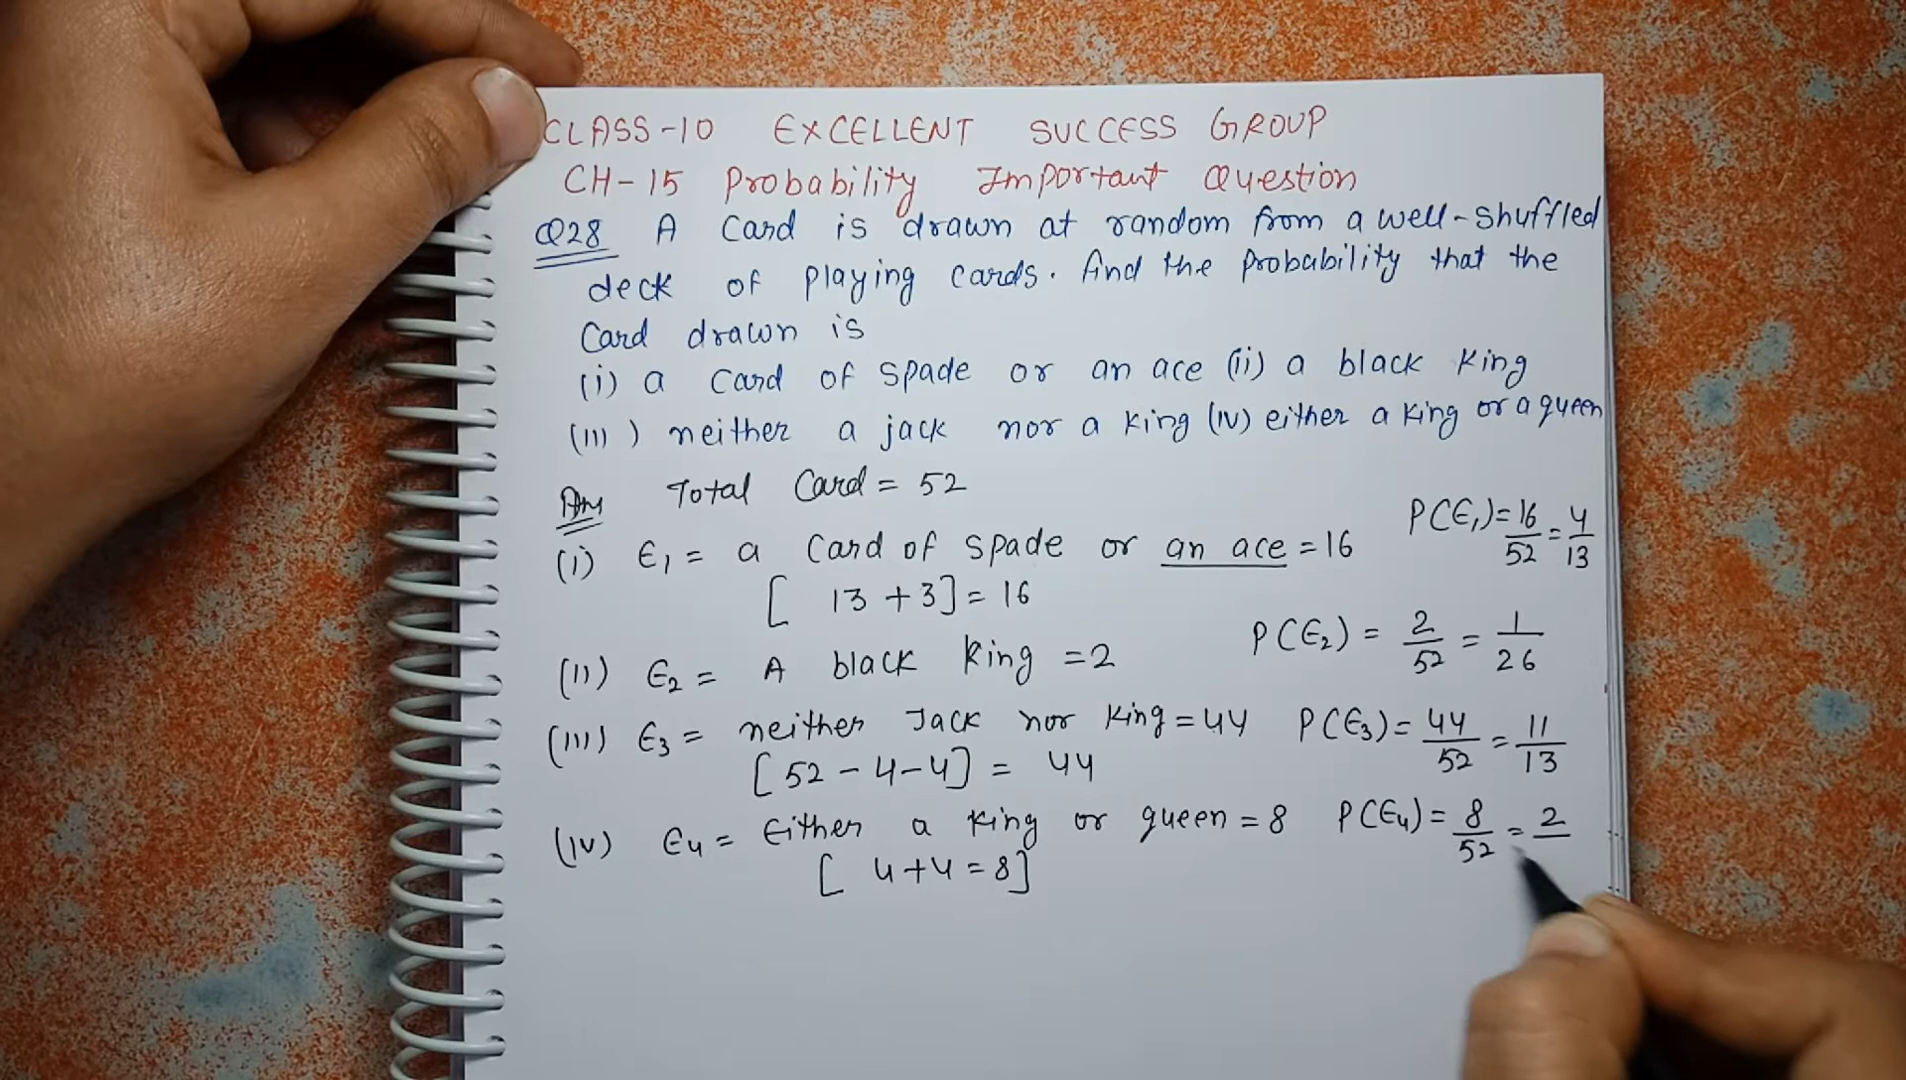 CLASS-10 EXCELLENT SUCCESS GROUP
CH-15 Probability Important Question
Q28 A Card is drawn at random from a well-shuffled
deck of playing cards. find the probability that the
Card drawn is
(i) a Card of spade or an ace (ii) a black King
(iii) neither a jack nor a king (iv) either a king or a queen
Ans Total Card = 52
(i) E₁ = a Card of spade or an ace = 16 P(E₁) = 16/52 = 4/13
[ 13 + 3] = 16
(ii) E₂ = A black King = 2 P(E₂) = 2/52 = 1/26
(iii) E₃ = neither Jack nor King = 44 P(E₃) = 44/52 = 11/13
[52 - 4 - 4] = 44
(iv) E₄ = Either a King or queen = 8 P(E₄) = 8/52 = 2/
[ 4+4 = 8]